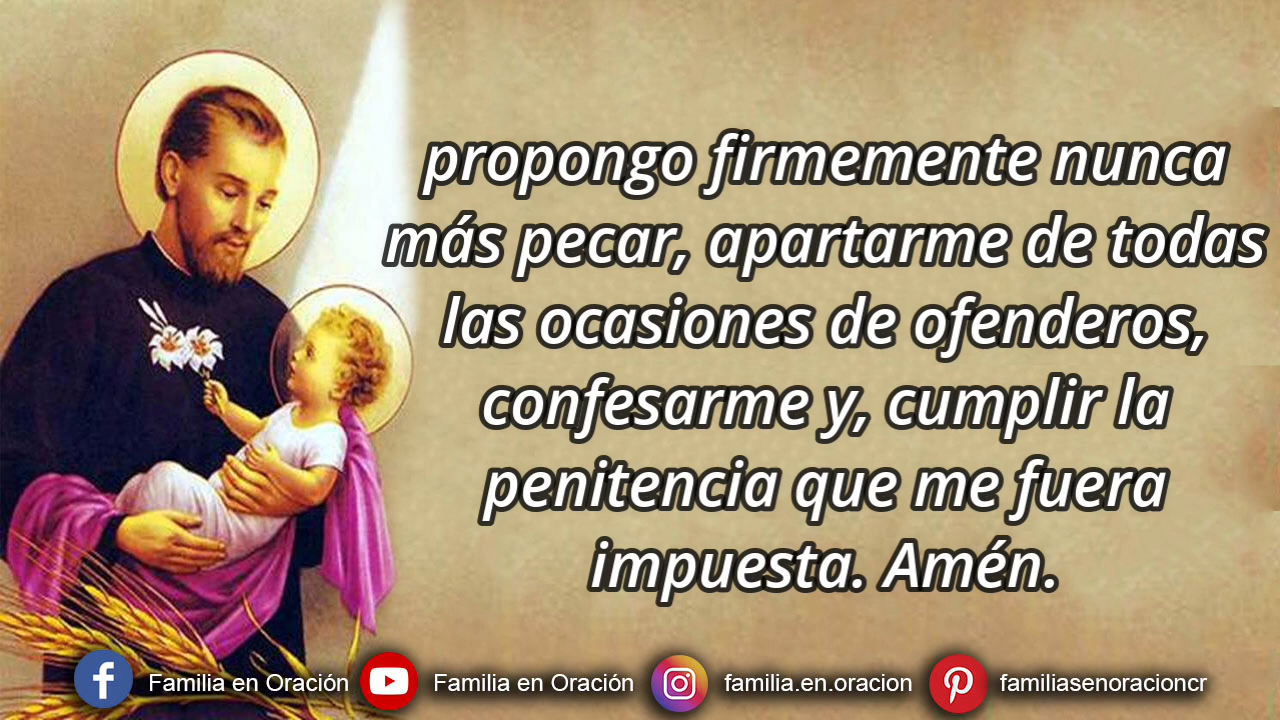 propongo firmemente nunca
más pecar, apartarme de todas
las ocasiones de ofenderos,
confesarme y, cumplir la
penitencia que me fuera
impuesta. Amén.
Familia en Oración
Familia en Oración
familia.en.oracion
familiasenoracioncr